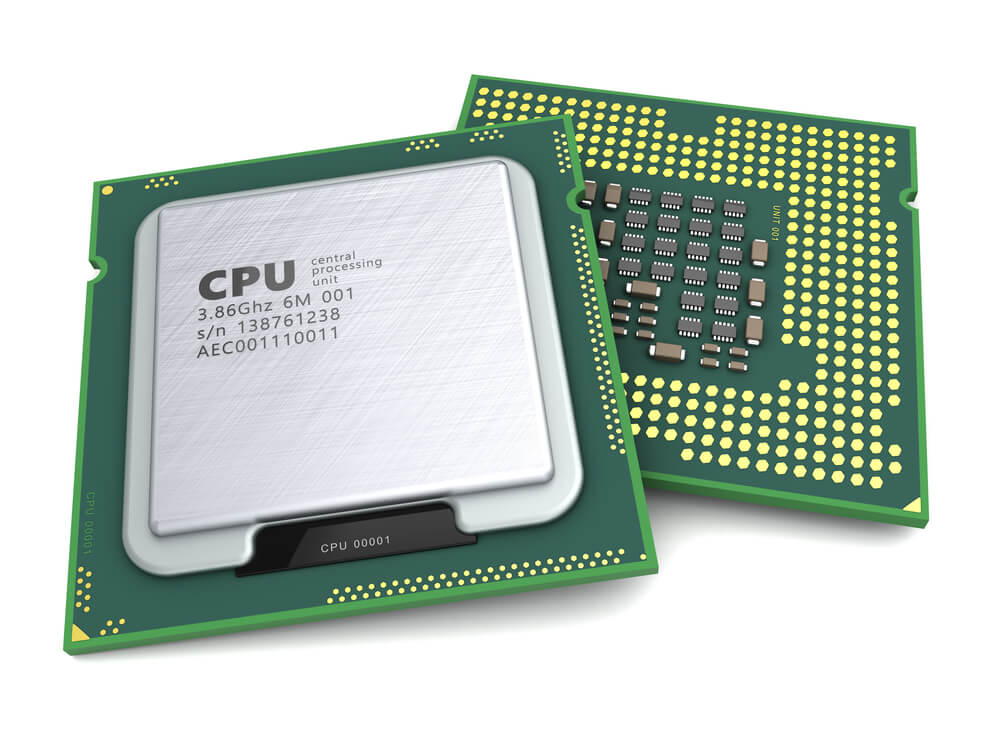 CPU central
processing
unit
3.86Ghz 6M 001
s/n 138761238
AEC001110011
CPU 00001
CPU 00001
UNIT 001